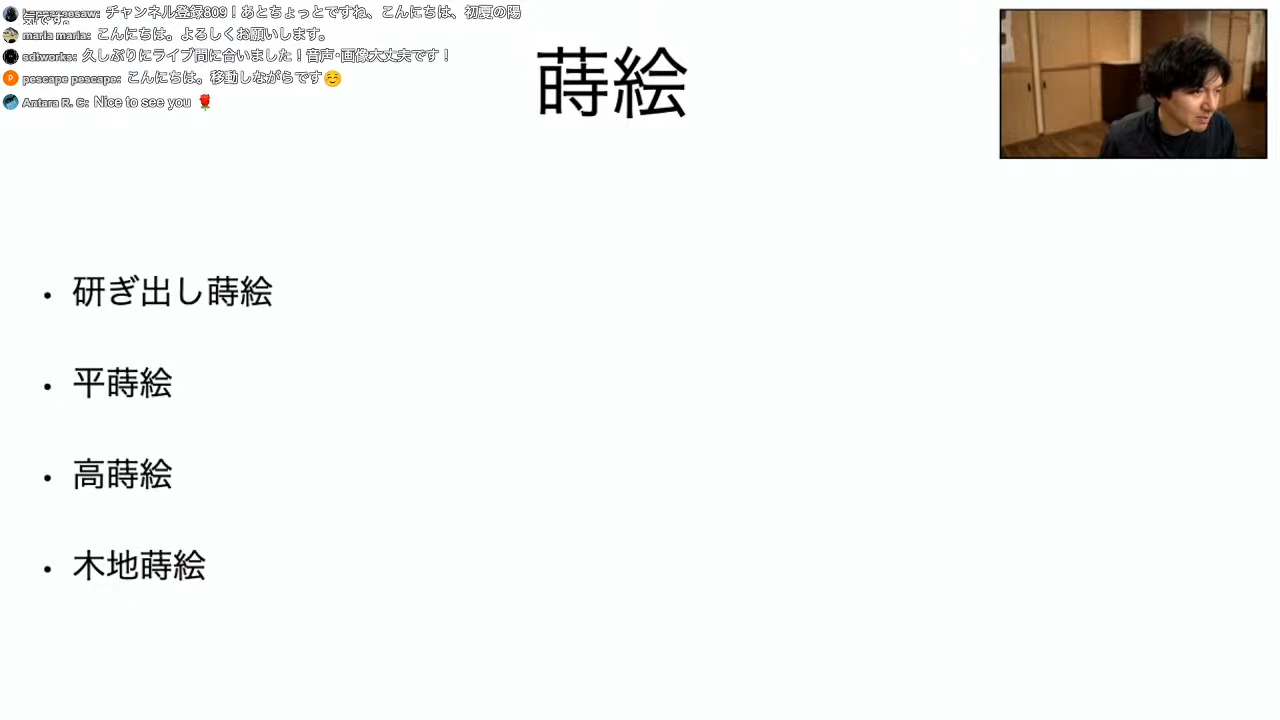 チャンネル登録809！あとちょっとですね、こんにちは、初夏の陽
気です。
maria maria: こんにちは。よろしくお願いします。
sdtworks: 久しぶりにライブ間に合いました！音声･画像大丈夫です！
pescape pescape: こんにちは。移動しながらです☺️
Antara R. C: Nice to see you 🌹
蒔絵
• 研ぎ出し蒔絵
• 平蒔絵
• 高蒔絵
• 木地蒔絵